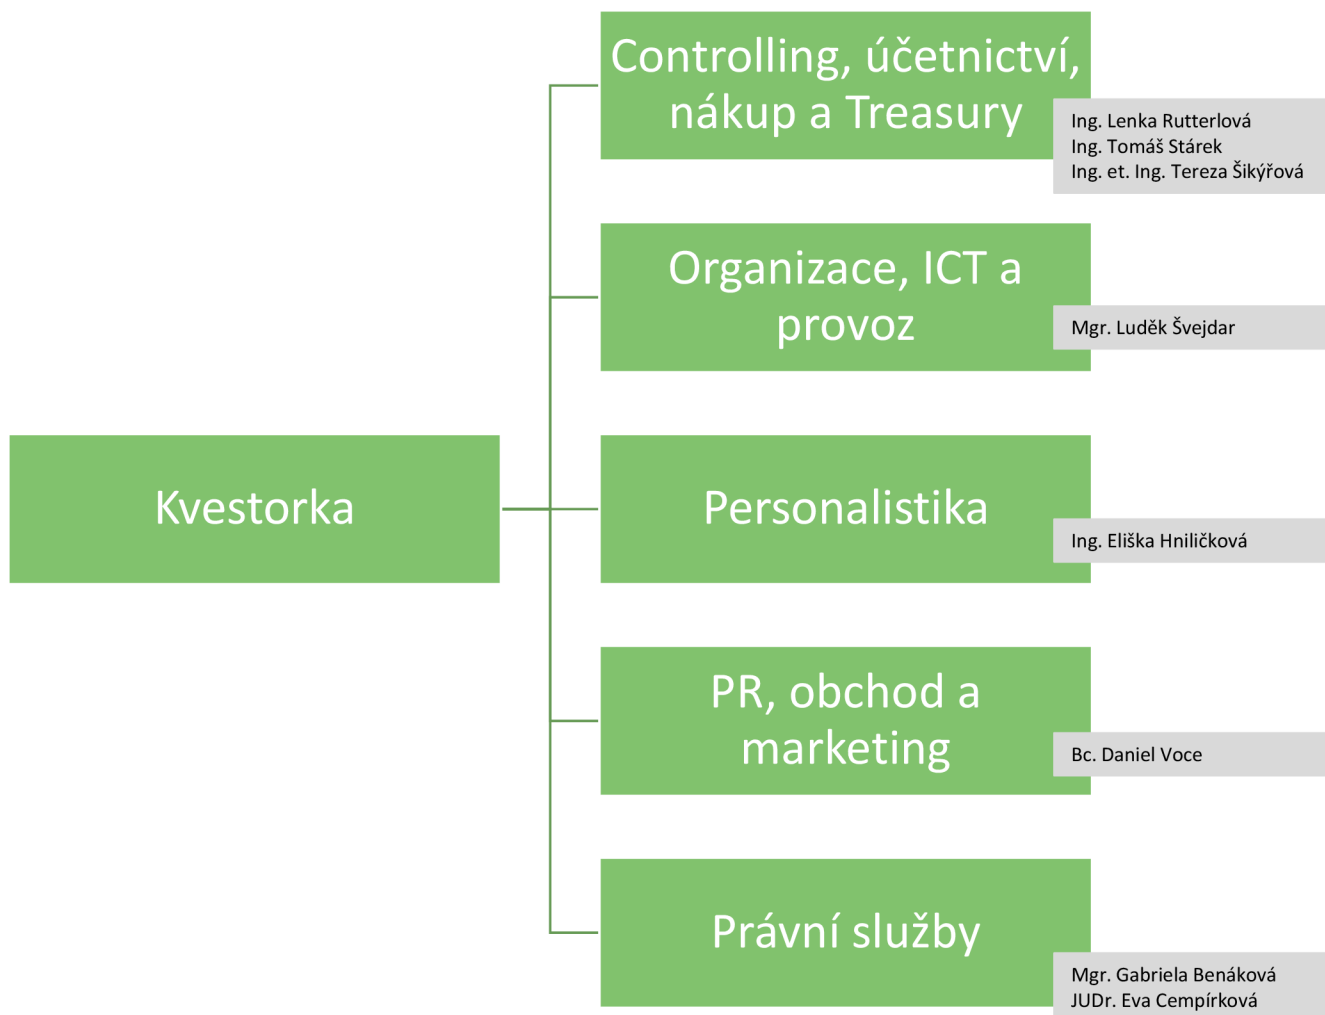 Controlling, účetnictví,
nákup a Treasury
Ing. Lenka Rutterlová
Ing. Tomáš Stárek
Ing. et. Ing. Tereza Šikýřová
Organizace, ICT a
provoz
Mgr. Luděk Švejdar
Kvestorka
Personalistika
Ing. Eliška Hniličková
PR, obchod a
marketing
Bc. Daniel Voce
Právní služby
Mgr. Gabriela Benáková
JUDr. Eva Cempírková